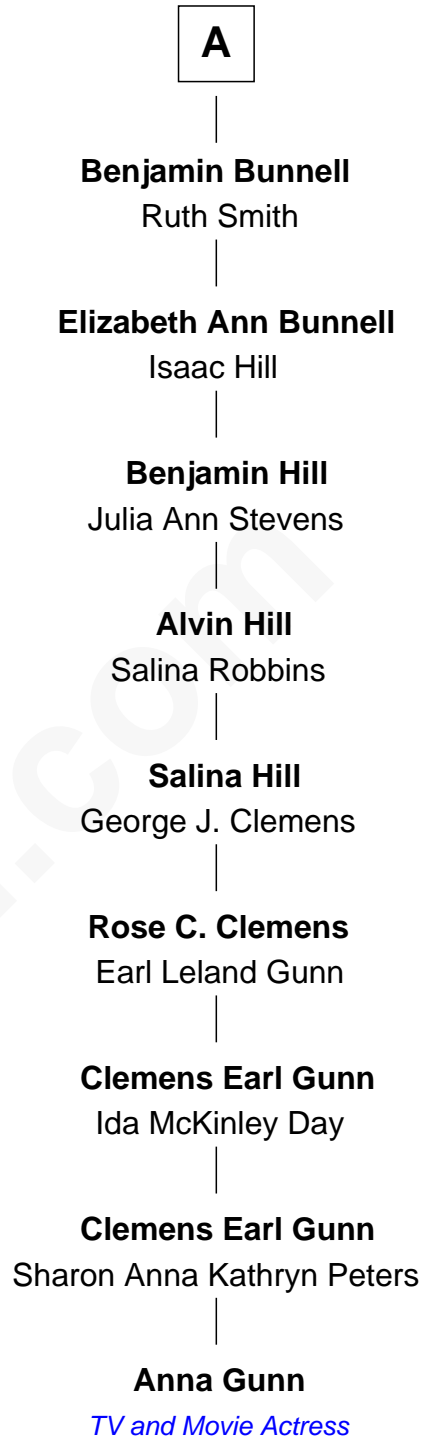 A
Benjamin Bunnell
Ruth Smith
Elizabeth Ann Bunnell
Isaac Hill
Benjamin Hill
Julia Ann Stevens
Alvin Hill
Salina Robbins
Salina Hill
George J. Clemens
Rose C. Clemens
Earl Leland Gunn
Clemens Earl Gunn
Ida McKinley Day
Clemens Earl Gunn
Sharon Anna Kathryn Peters
Anna Gunn
TV and Movie Actress